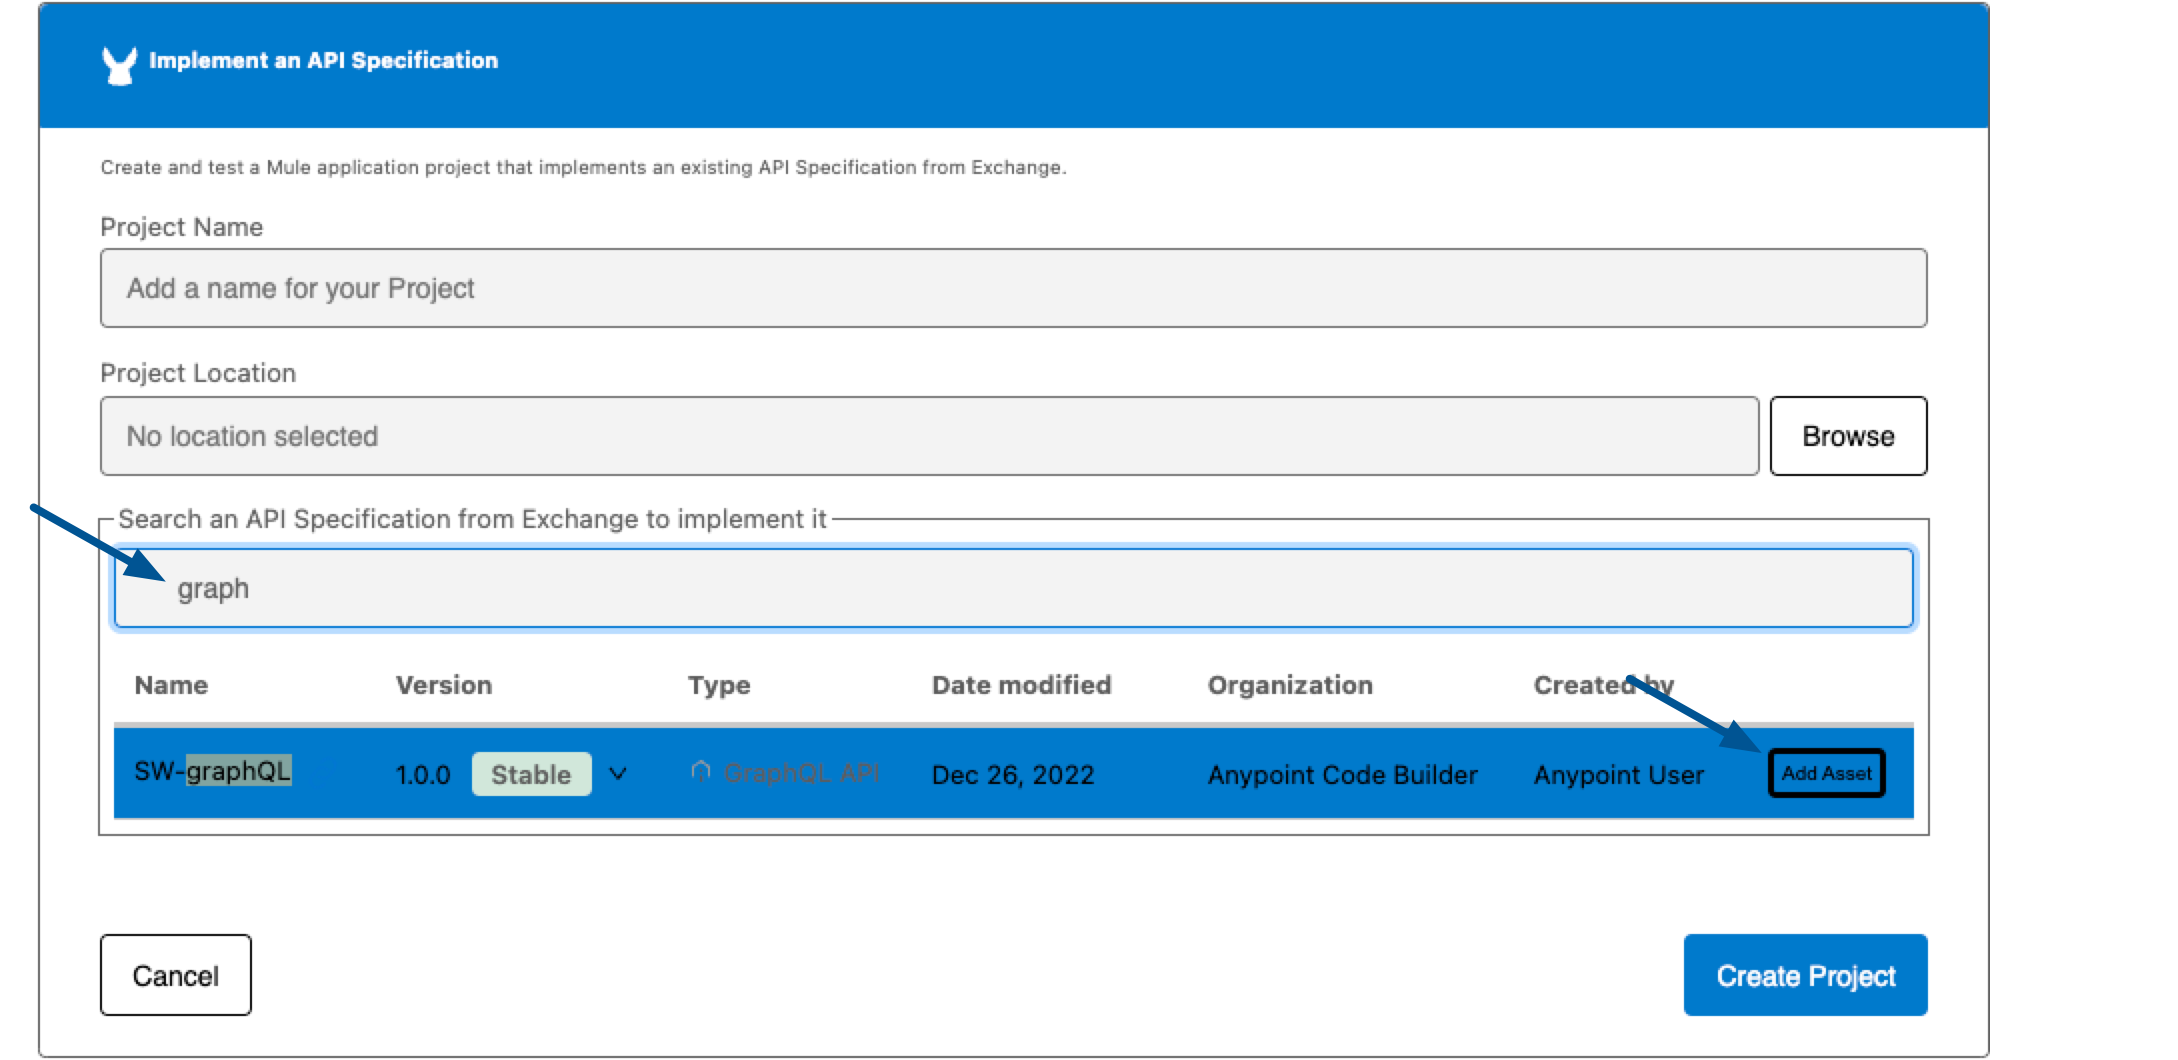 Implement an API Specification
Create and test a Mule application project that implements an existing API Specification from Exchange.
Project Name
Add a name for your Project
Project Location
No location selected
Browse
Search an API Specification from Exchange to implement it
graph
Name Version Type Date modified Organization Created by
SW-graphQL 1.0.0 Stable GraphQL API Dec 26, 2022 Anypoint Code Builder Anypoint User Add Asset
Cancel
Create Project